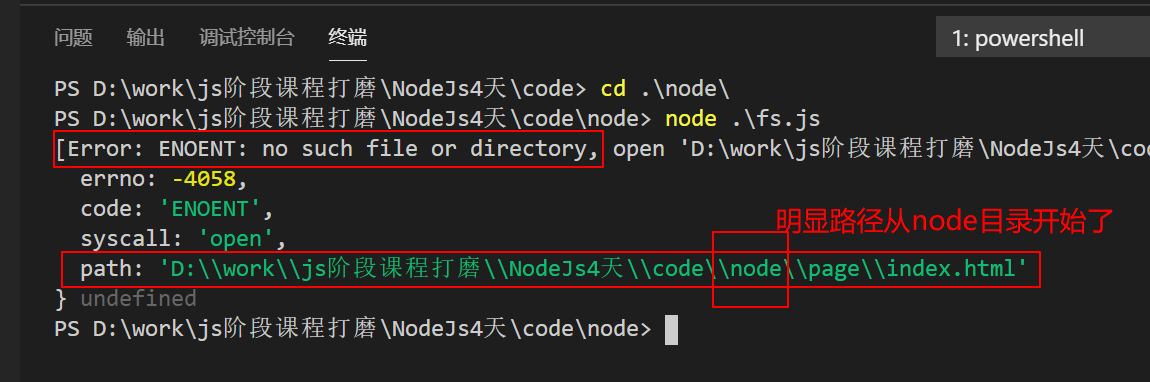 问题 输出 调试控制台 终端 1: powershell
PS D:\work\js阶段课程打磨\NodeJs4天\code> cd .\node\
PS D:\work\js阶段课程打磨\NodeJs4天\code\node> node .\fs.js
[Error: ENOENT: no such file or directory, open 'D:\work\js阶段课程打磨\NodeJs4天\co
errno: -4058,
code: 'ENOENT',
syscall: 'open',
明显路径从node目录开始了
path: 'D:\\work\\js阶段课程打磨\\NodeJs4天\\code\\node\\page\\index.html'
} undefined
PS D:\work\js阶段课程打磨\NodeJs4天\code\node>